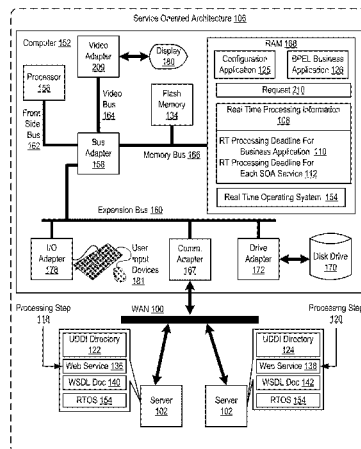 Service Oriented Architecture 106
Computer 152
Video Adapter 209
Display 180
Processor 156
Front Side Bus 162
Video Bus 164
Flash Memory 134
Bus Adapter 158
Memory Bus 166
RAM 168
Configuration Application 125
BPEL Business Application 126
Request 210
Real Time Processing Information 108
RT Processing Deadline For Business Application 110
RT Processing Deadline For Each SOA Service 112
Real Time Operating System 154
Expansion Bus 160
I/O Adapter 178
User Input Devices 181
Comm. Adapter 167
Drive Adapter 172
Disk Drive 170
WAN 100
Processing Step 118
UDDI Directory 122
Web Service 136
WSDL Doc 140
RTOS 154
Server 102
Server 102
Processing Step 120
UDDI Directory 124
Web Service 138
WSDL Doc 142
RTOS 154